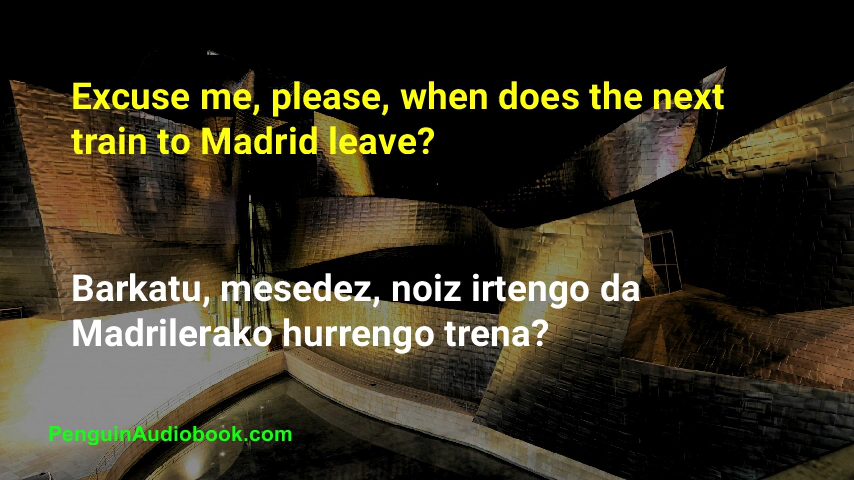 Excuse me, please, when does the next
train to Madrid leave?
Barkatu, mesedez, noiz irtengo da
Madrilerako hurrengo trena?
PenguinAudiobook.com